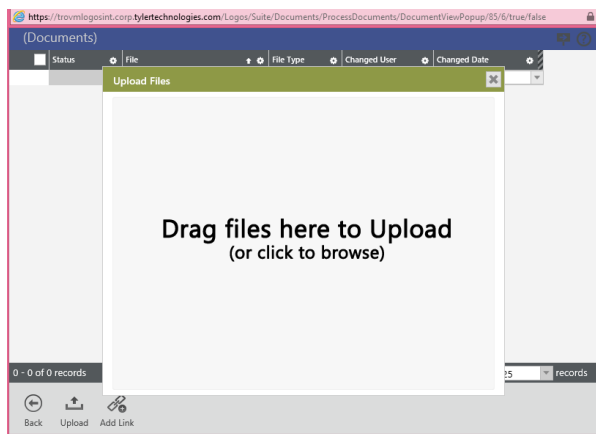 https://trovmlogosint.corp.tylertechnologies.com/Logos/Suite/Documents/ProcessDocuments/DocumentViewPopup/85/6/true/false
(Documents)
Status File File Type Changed User Changed Date
Upload Files
Drag files here to Upload
(or click to browse)
0 - 0 of 0 records 25 records
Back Upload Add Link